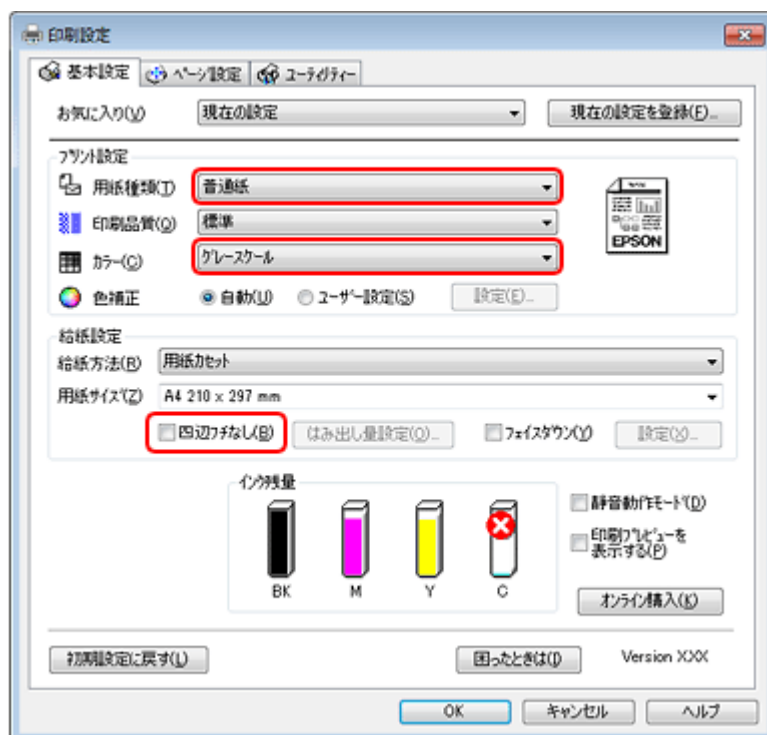 印刷設定
基本設定 ページ設定 ユーティリティー
お気に入り(V) 現在の設定 現在の設定を登録(F)...
プリント設定
用紙種類(T) 普通紙
印刷品質(Q) 標準
カラー(C) グレースケール
EPSON
色補正 自動(U) ユーザー設定(S) 設定(E)...
給紙設定
給紙方法(R) 用紙カセット
用紙サイズ(Z) A4 210 x 297 mm
四辺フチなし(B) はみ出し量設定(O)... フェイスダウン(Y) 設定(X)...
インク残量
BK M Y C
静音動作モード(D)
印刷プレビューを
表示する(P)
オンライン購入(K)
初期設定に戻す(L) 困ったときは(I) Version XXX
OK キャンセル ヘルプ